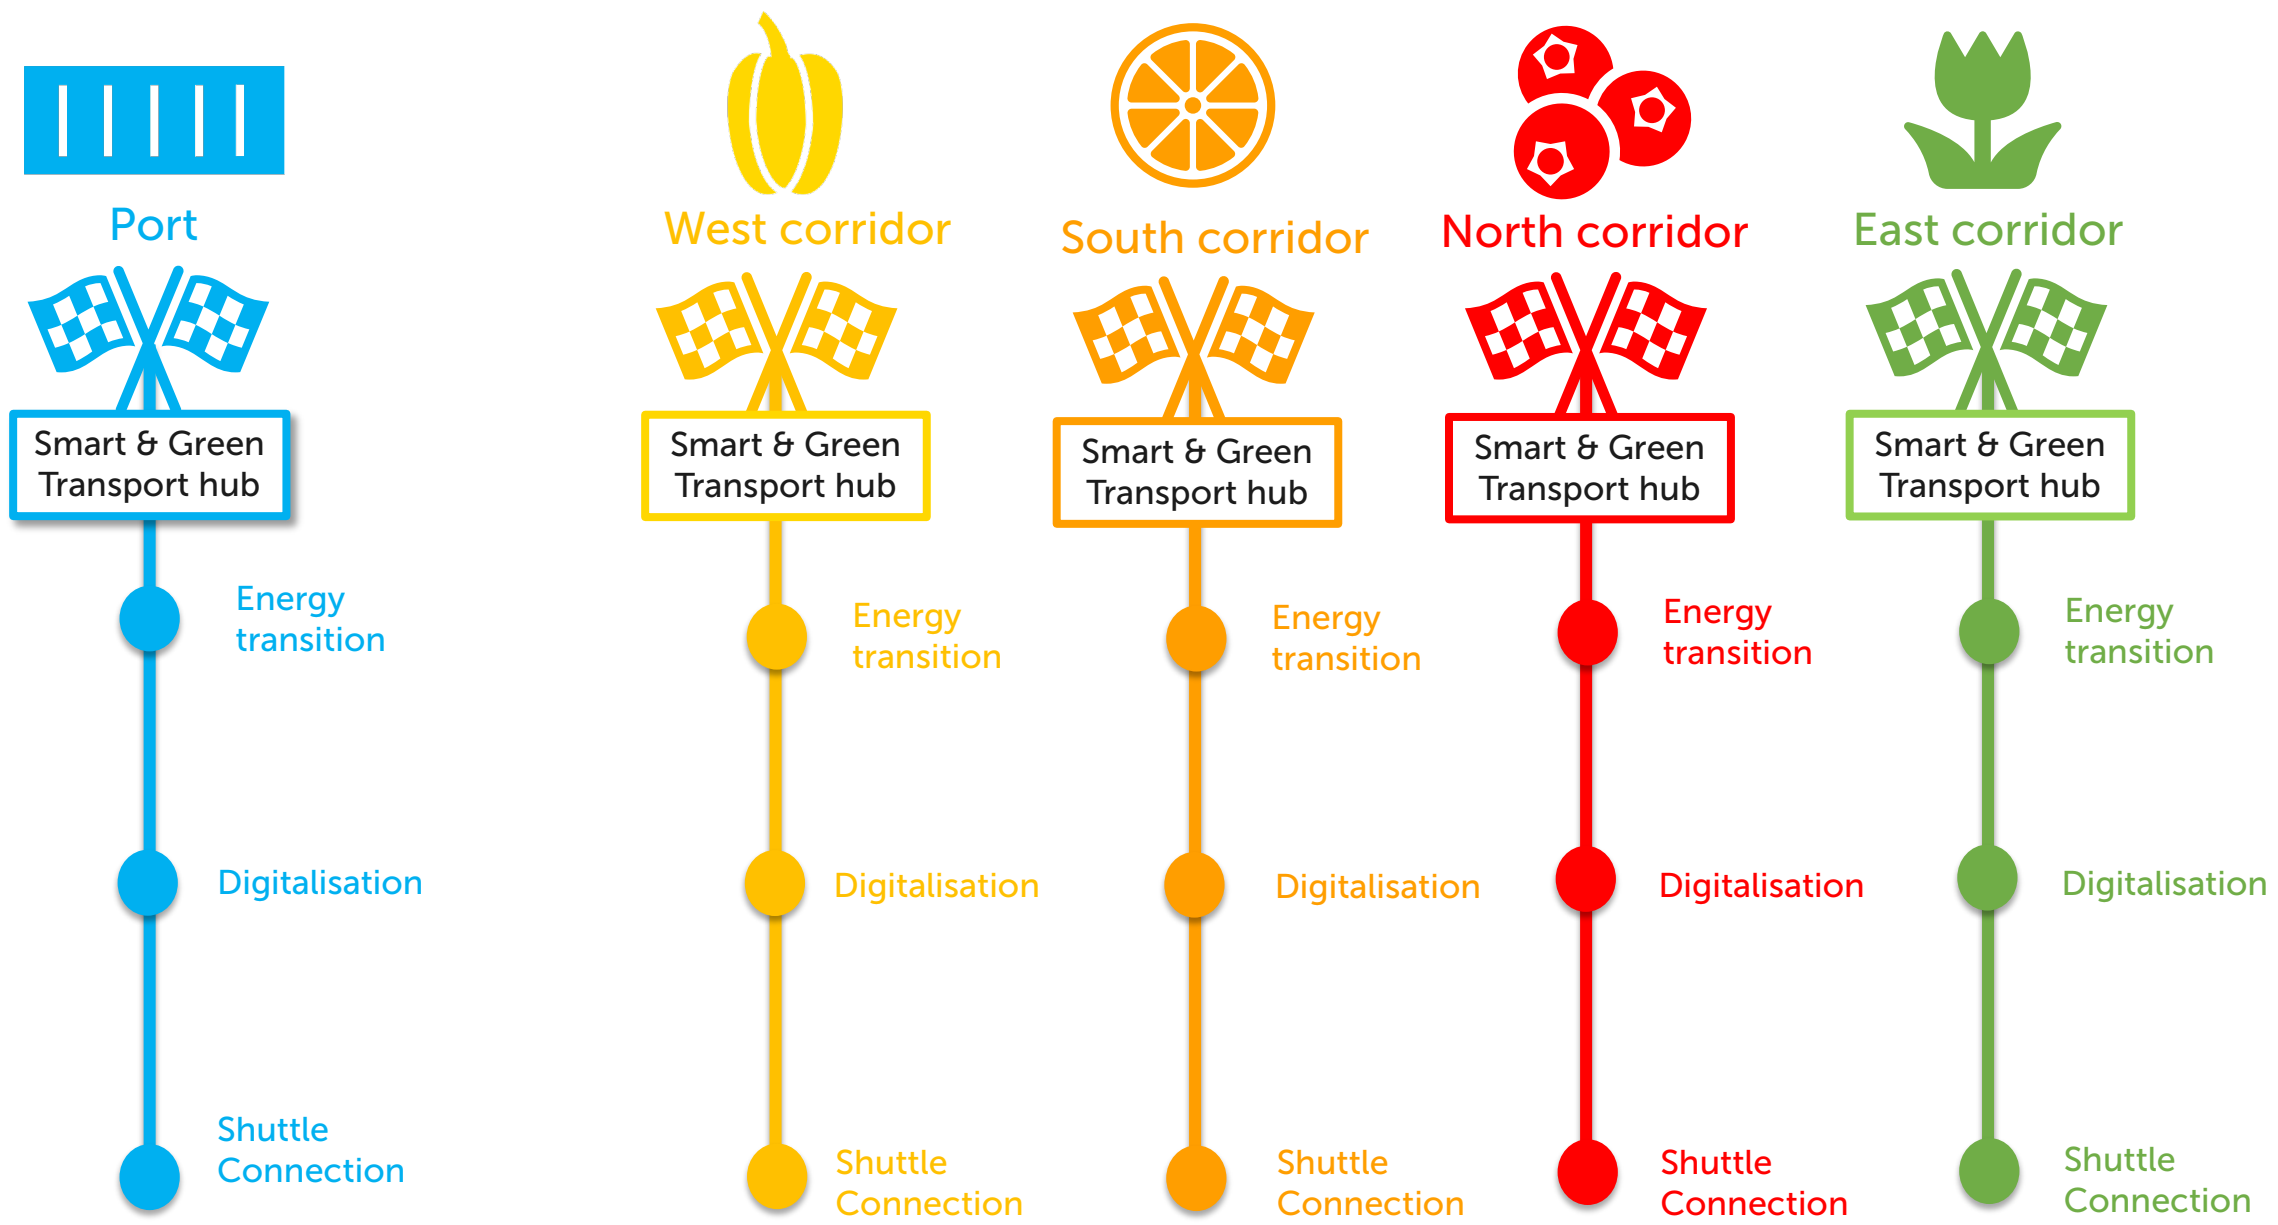 Port
Smart & Green
Transport hub
Energy
transition
Digitalisation
Shuttle
Connection
West corridor
Smart & Green
Transport hub
Energy
transition
Digitalisation
Shuttle
Connection
South corridor
Smart & Green
Transport hub
Energy
transition
Digitalisation
Shuttle
Connection
North corridor
Smart & Green
Transport hub
Energy
transition
Digitalisation
Shuttle
Connection
East corridor
Smart & Green
Transport hub
Energy
transition
Digitalisation
Shuttle
Connection